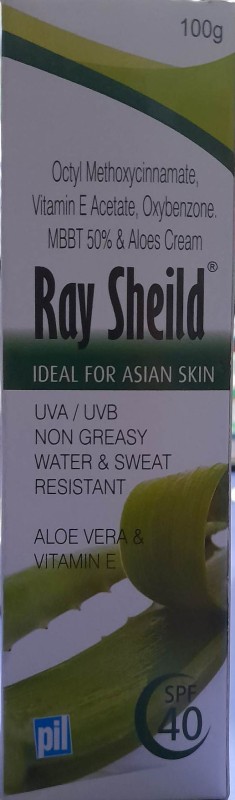 100g
Octyl Methoxycinnamate,
Vitamin E Acetate, Oxybenzone.
MBBT 50% & Aloes Cream
Ray Sheild®
IDEAL FOR ASIAN SKIN
UVA / UVB
NON GREASY
WATER & SWEAT
RESISTANT
ALOE VERA &
VITAMIN E
SPF
40
pil